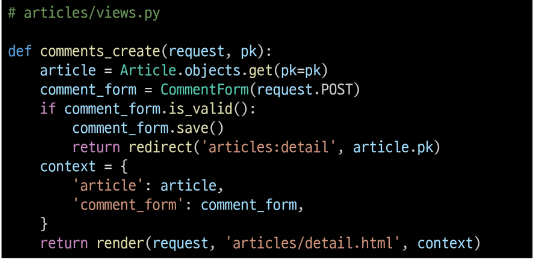 # articles/views.py

def comments_create(request, pk):
    article = Article.objects.get(pk=pk)
    comment_form = CommentForm(request.POST)
    if comment_form.is_valid():
        comment_form.save()
        return redirect('articles:detail', article.pk)
    context = {
        'article': article,
        'comment_form': comment_form,
    }
    return render(request, 'articles/detail.html', context)